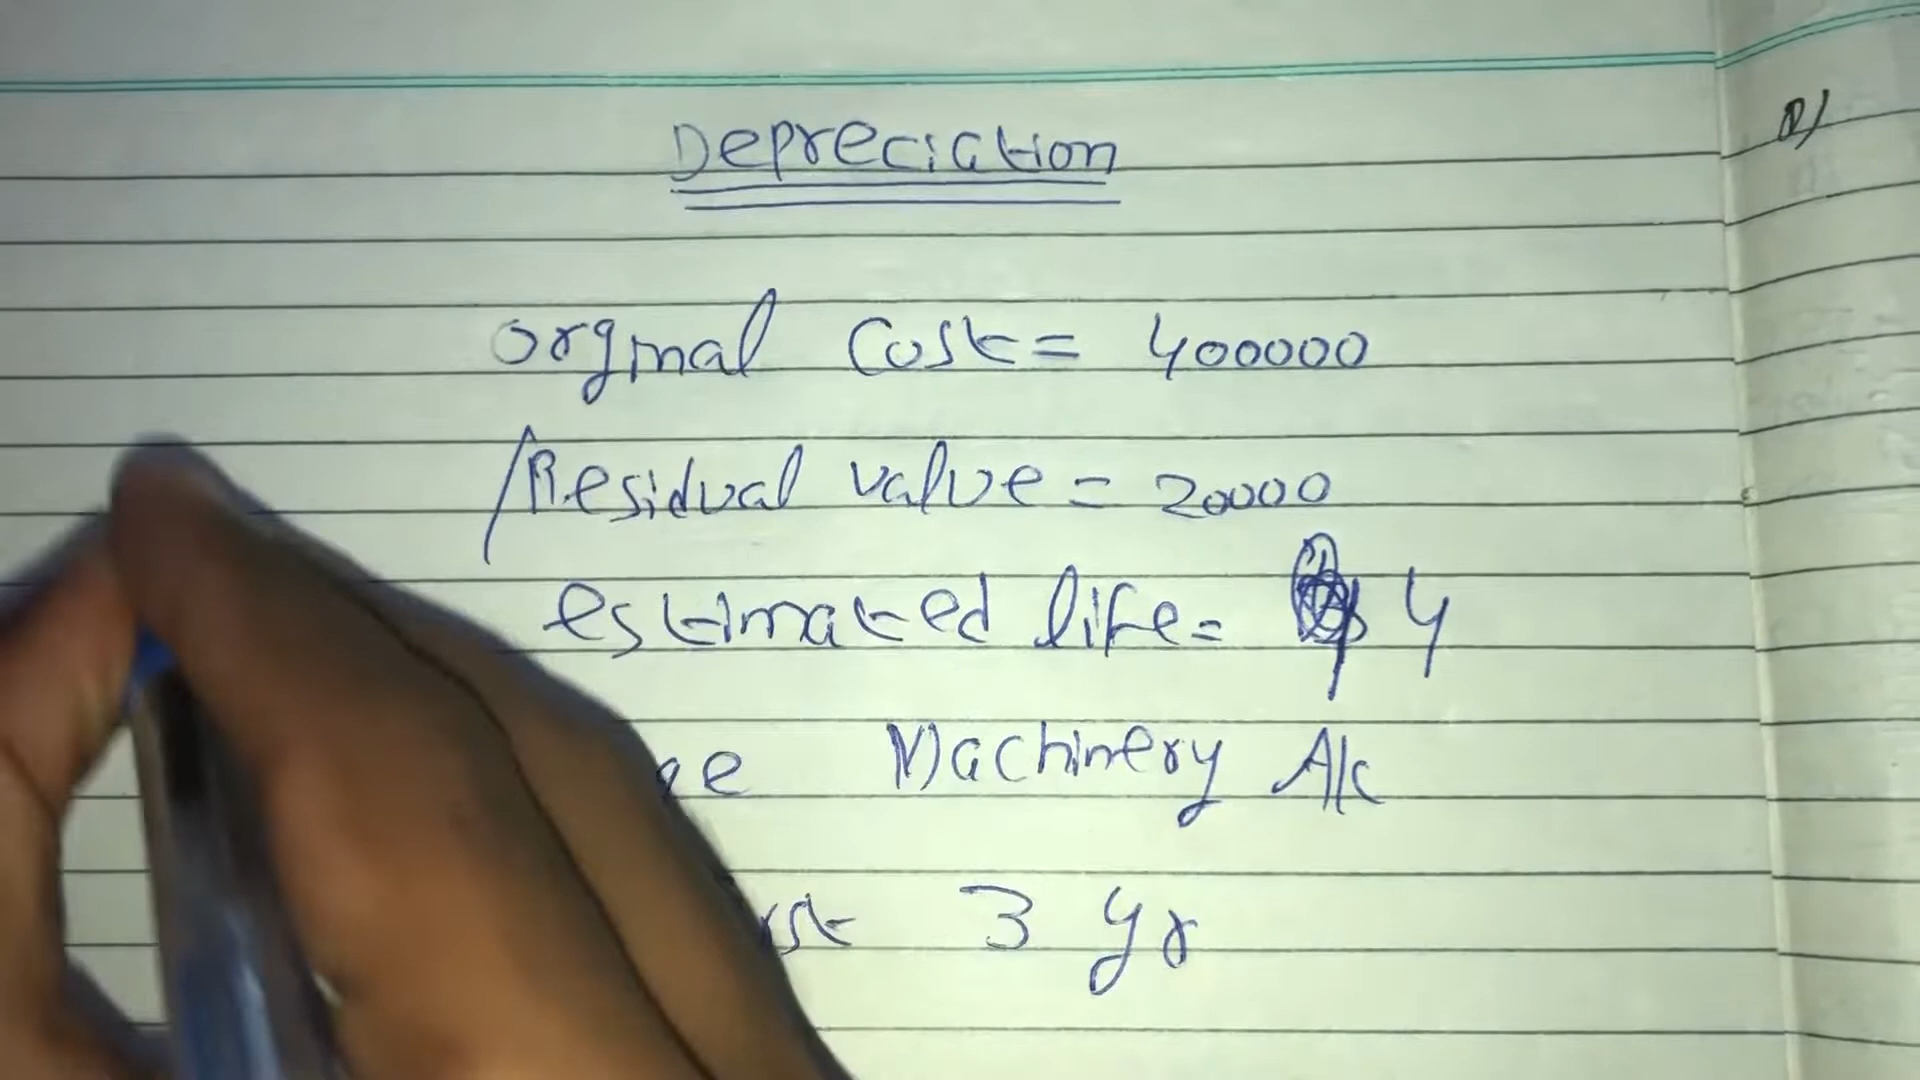 Depreciation
orgmal Cost = 400000
Residual value = 20000
estimated life = 4
Machinery A/c
3 yr